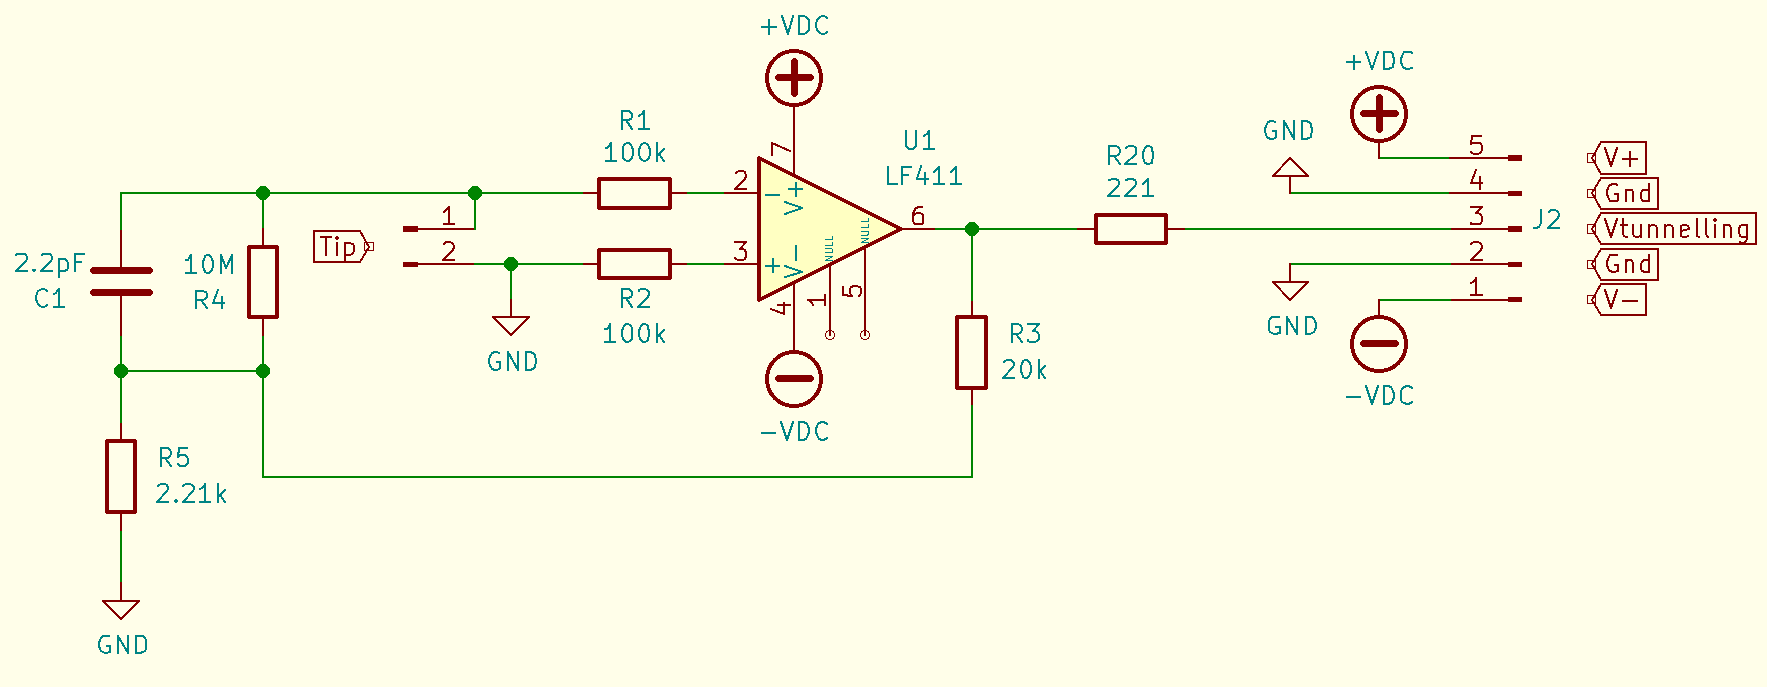 +VDC
+VDC
R1
100k
GND
U1
LF411
R20
221
7
5
V+
2
−
V+
4
Gnd
1
6
3
Vtunnelling
J2
Tip
2
3
+
V−
NULL
NULL
2
Gnd
2.2pF
C1
10M
R4
R2
100k
4
1
5
1
V−
GND
GND
R3
20k
−VDC
−VDC
R5
2.21k
GND